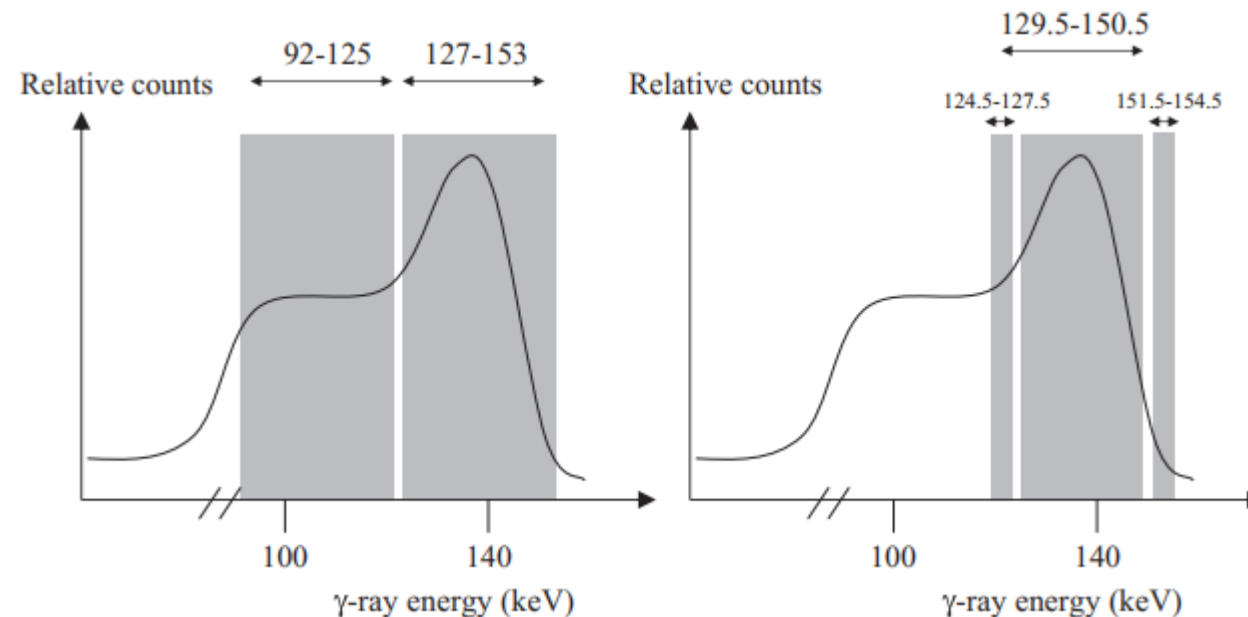 92-125
127-153
Relative counts
100
140
γ-ray energy (keV)
129.5-150.5
Relative counts
124.5-127.5
151.5-154.5
100
140
γ-ray energy (keV)